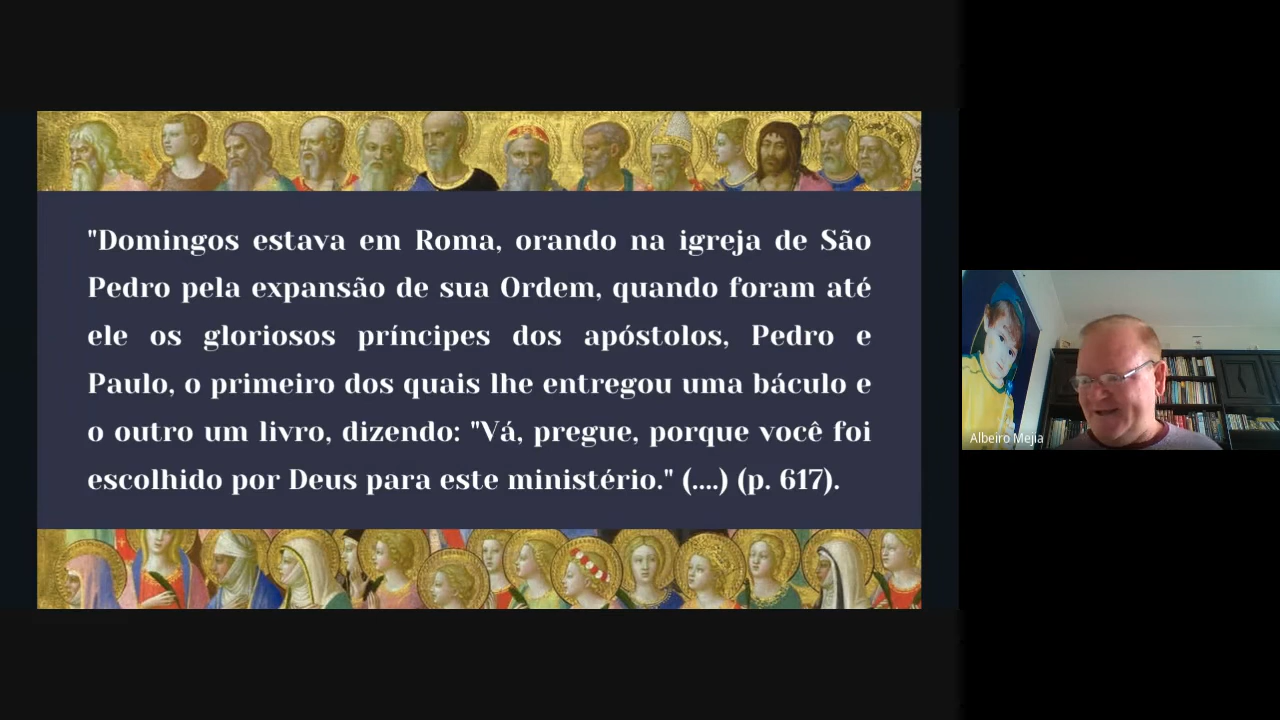 "Domingos estava em Roma, orando na igreja de São
Pedro pela expansão de sua Ordem, quando foram até
ele os gloriosos príncipes dos apóstolos, Pedro e
Paulo, o primeiro dos quais lhe entregou uma báculo e
o outro um livro, dizendo: "Vá, pregue, porque você foi
escolhido por Deus para este ministério." (....) (p. 617).
Albeiro Mejia